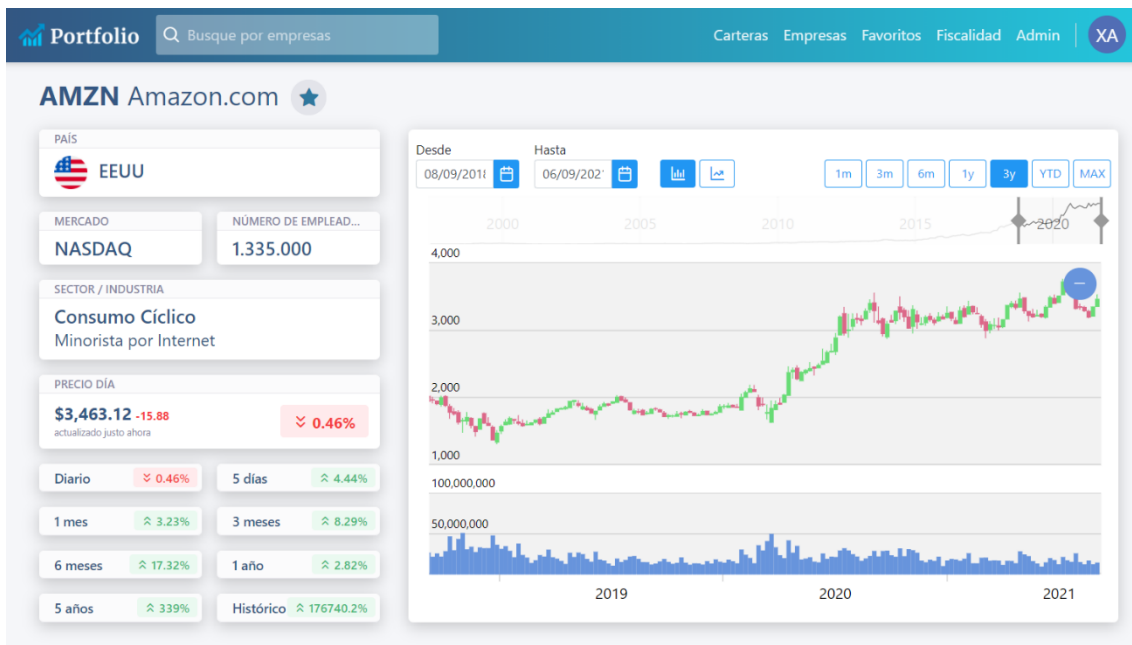 Portfolio
Busque por empresas
Carteras Empresas Favoritos Fiscalidad Admin XA
AMZN Amazon.com
PAÍS
EEUU
MERCADO
NASDAQ
NÚMERO DE EMPLEAD...
1.335.000
SECTOR / INDUSTRIA
Consumo Cíclico
Minorista por Internet
PRECIO DÍA
$3,463.12 -15.88
actualizado justo ahora
0.46%
Diario 0.46%
5 días 4.44%
1 mes 3.23%
3 meses 8.29%
6 meses 17.32%
1 año 2.82%
5 años 339%
Histórico 176740.2%
Desde
08/09/201
Hasta
06/09/202
1m 3m 6m 1y 3y YTD MAX
2000 2005 2010 2015 2020
4,000
3,000
2,000
1,000
100,000,000
50,000,000
2019 2020 2021